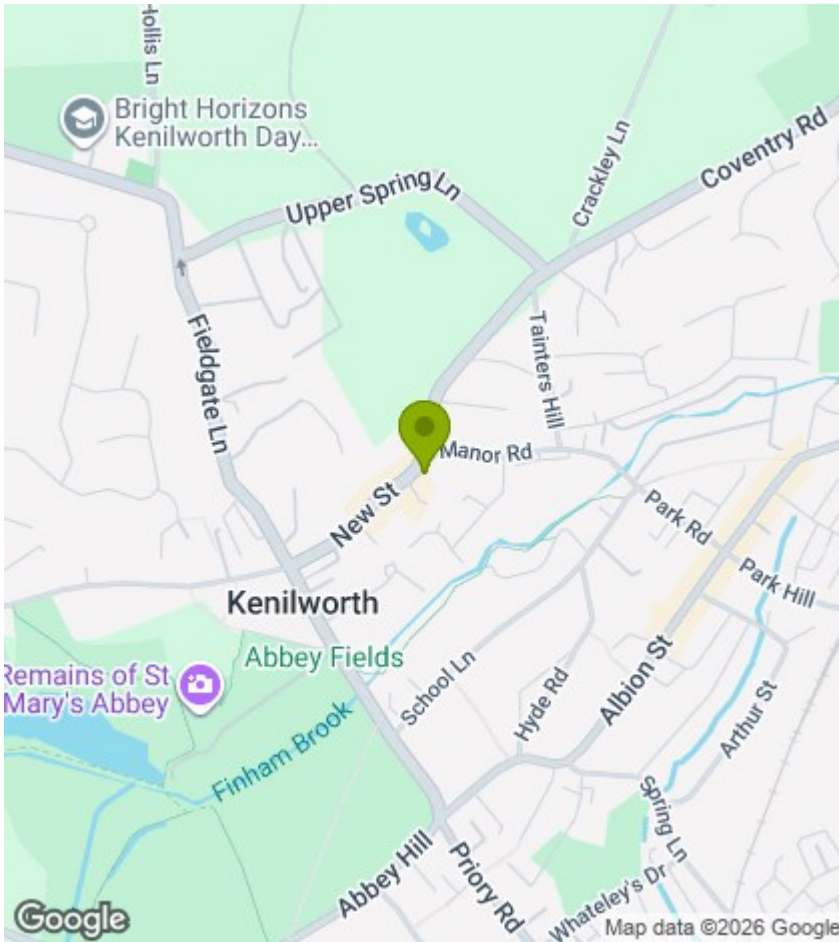 Hollis Ln
Bright Horizons
Kenilworth Day...
Upper Spring Ln
Crackley Ln
Coventry Rd
Fieldgate Ln
Tainters Hill
Manor Rd
New St
Park Rd
Park Hill
Kenilworth
Abbey Fields
Remains of St
Mary's Abbey
School Ln
Hyde Rd
Albion St
Arthur St
Finham Brook
Spring Ln
Abbey Hill
Priory Rd
Whateley's Dr
Google
Map data ©2026 Google